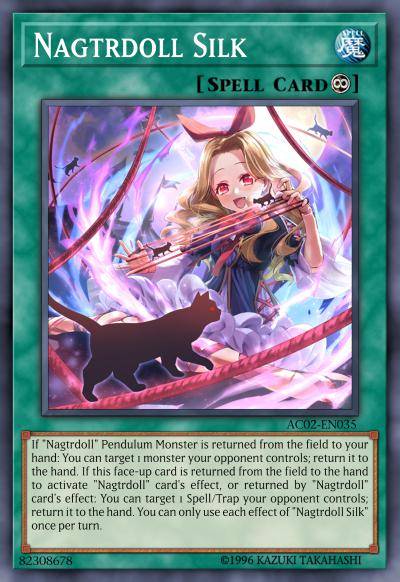 Nagtrdoll Silk
SPELL
魔
[Spell Card]
AC02-EN035
If "Nagtrdoll" Pendulum Monster is returned from the field to your
hand: You can target 1 monster your opponent controls; return it to
the hand. If this face-up card is returned from the field to the hand
to activate "Nagtrdoll" card's effect, or returned by "Nagtrdoll"
card's effect: You can target 1 Spell/Trap your opponent controls;
return it to the hand. You can only use each effect of "Nagtrdoll Silk"
once per turn.
82308678
©1996 KAZUKI TAKAHASHI